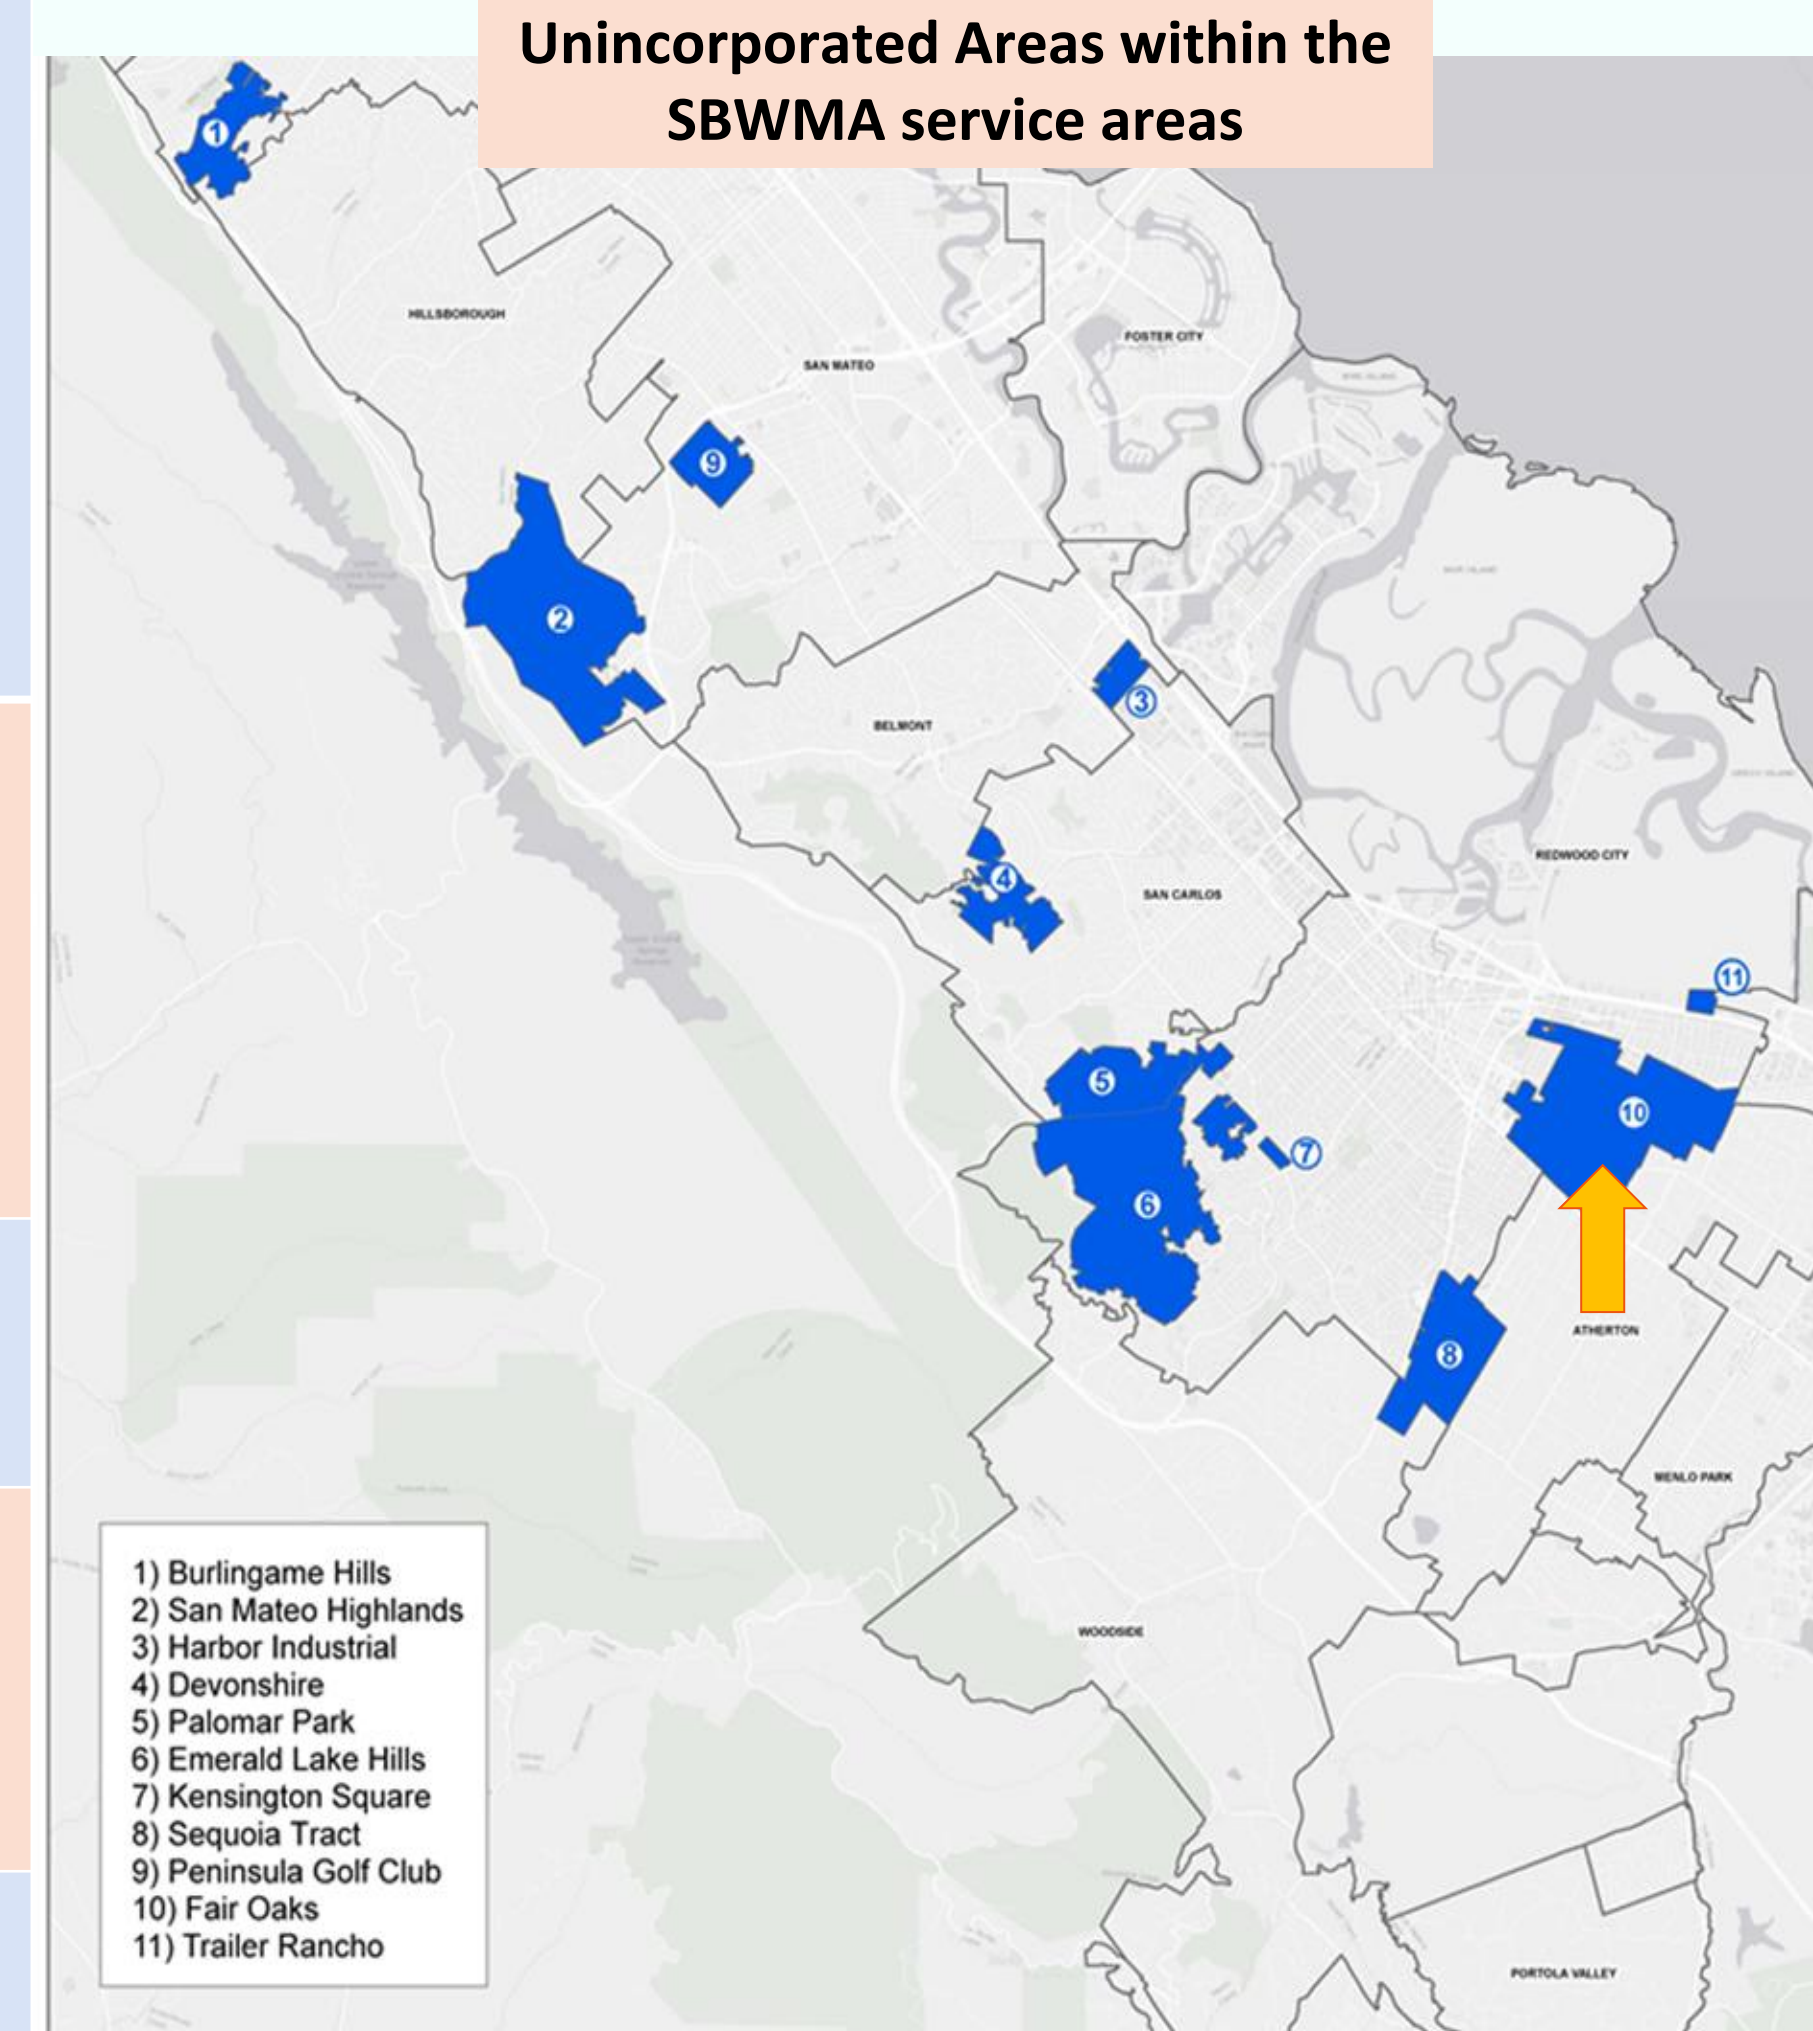 Unincorporated Areas within the
SBWMA service areas
1
HILLSBOROUGH
FOSTER CITY
SAN MATEO
9
2
3
BELMONT
REDWOOD CITY
4
SAN CARLOS
11
5
10
7
6
ATHERTON
8
MENLO PARK
WOODSIDE
PORTOLA VALLEY
1) Burlingame Hills
2) San Mateo Highlands
3) Harbor Industrial
4) Devonshire
5) Palomar Park
6) Emerald Lake Hills
7) Kensington Square
8) Sequoia Tract
9) Peninsula Golf Club
10) Fair Oaks
11) Trailer Rancho